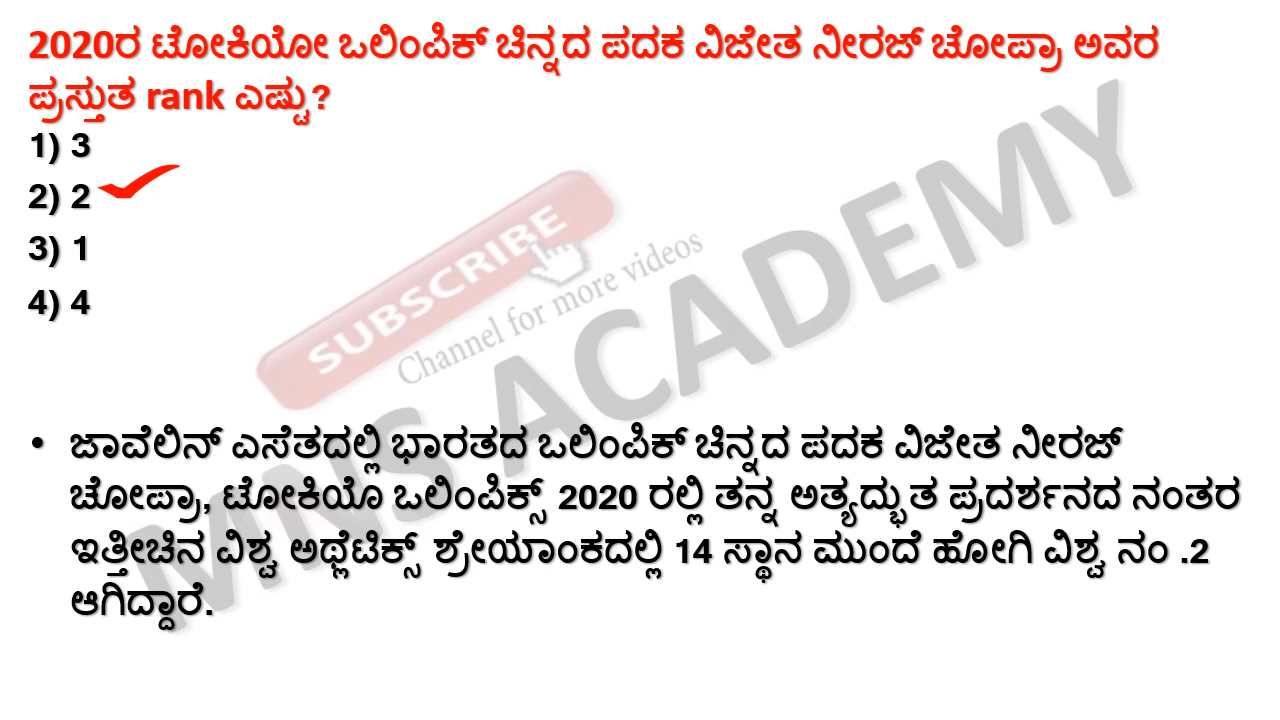 2020ರ ಟೋಕಿಯೋ ಒಲಿಂಪಿಕ್ ಚಿನ್ನದ ಪದಕ ವಿಜೇತ ನೀರಜ್ ಚೋಪ್ರಾ ಅವರ
ಪ್ರಸ್ತುತ rank ಎಷ್ಟು?
1) 3
2) 2
3) 1
4) 4
SUBSCRIBE
Channel for more videos
MNS ACADEMY
• ಜಾವೆಲಿನ್ ಎಸೆತದಲ್ಲಿ ಭಾರತದ ಒಲಿಂಪಿಕ್ ಚಿನ್ನದ ಪದಕ ವಿಜೇತ ನೀರಜ್
ಚೋಪ್ರಾ, ಟೋಕಿಯೊ ಒಲಿಂಪಿಕ್ಸ್ 2020 ರಲ್ಲಿ ತನ್ನ ಅತ್ಯದ್ಭುತ ಪ್ರದರ್ಶನದ ನಂತರ
ಇತ್ತೀಚಿನ ವಿಶ್ವ ಅಥ್ಲೆಟಿಕ್ಸ್ ಶ್ರೇಯಾಂಕದಲ್ಲಿ 14 ಸ್ಥಾನ ಮುಂದೆ ಹೋಗಿ ವಿಶ್ವ ನಂ .2
ಆಗಿದ್ದಾರೆ.